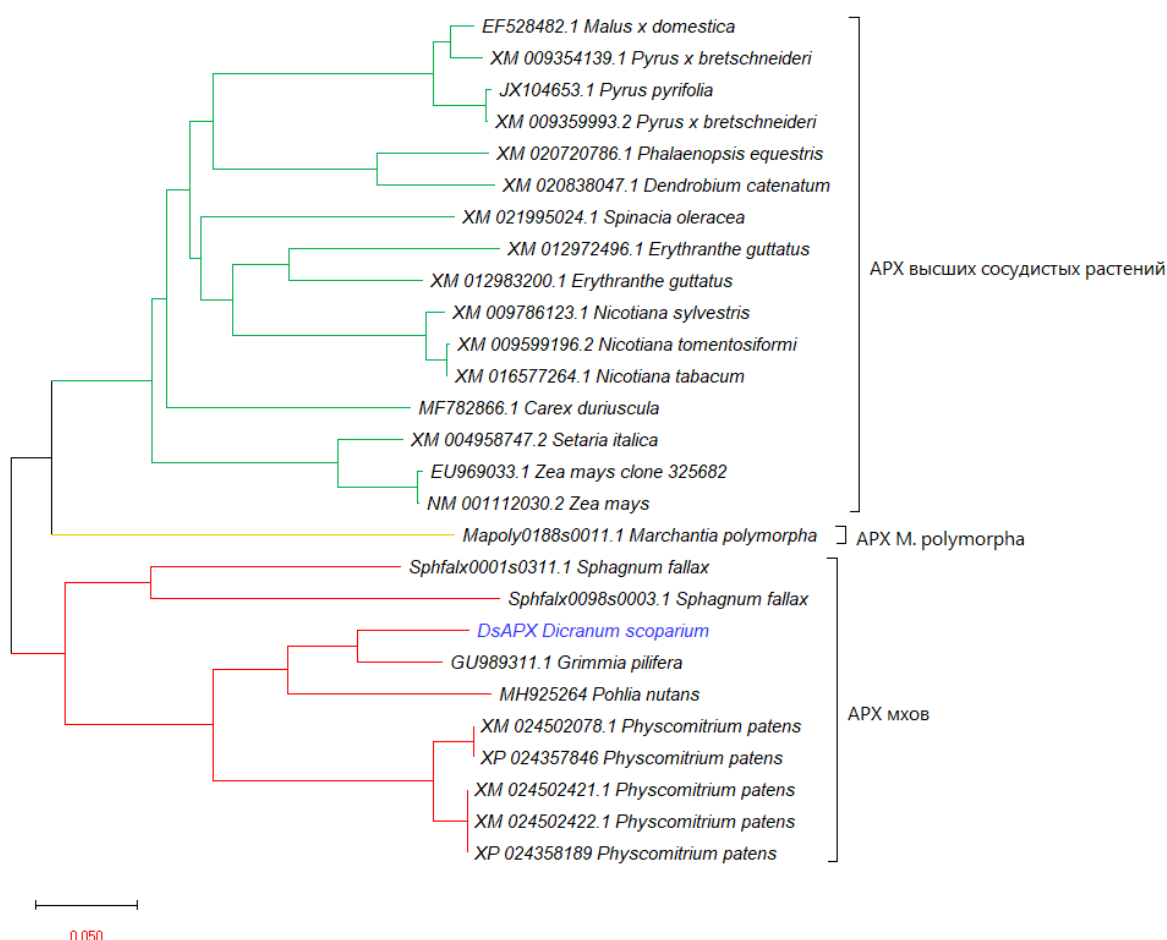 EF528482.1 Malus x domestica
XM 009354139.1 Pyrus x bretschneideri
JX104653.1 Pyrus pyrifolia
XM 009359993.2 Pyrus x bretschneideri
XM 020720786.1 Phalaenopsis equestris
XM 020838047.1 Dendrobium catenatum
XM 021995024.1 Spinacia oleracea
XM 012972496.1 Erythranthe guttatus
АРХ высших сосудистых растений
XM 012983200.1 Erythranthe guttatus
XM 009786123.1 Nicotiana sylvestris
XM 009599196.2 Nicotiana tomentosiformi
XM 016577264.1 Nicotiana tabacum
MF782866.1 Carex duriuscula
XM 004958747.2 Setaria italica
EU969033.1 Zea mays clone 325682
NM 001112030.2 Zea mays
Mapoly0188s0011.1 Marchantia polymorpha
APX M. polymorpha
Sphfalx0001s0311.1 Sphagnum fallax
Sphfalx0098s0003.1 Sphagnum fallax
DsAPX Dicranum scoparium
GU989311.1 Grimmia pilifera
MH925264 Pohlia nutans
АРХ мхов
XM 024502078.1 Physcomitrium patens
XP 024357846 Physcomitrium patens
XM 024502421.1 Physcomitrium patens
XM 024502422.1 Physcomitrium patens
XP 024358189 Physcomitrium patens
0.050